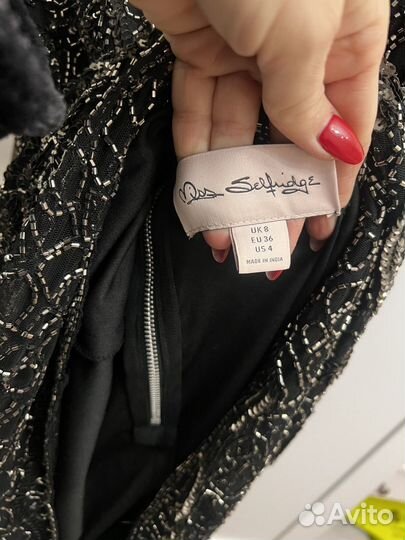 Miss Selfridge
UK 8
EU 36
US 4
MADE IN INDIA
Avito